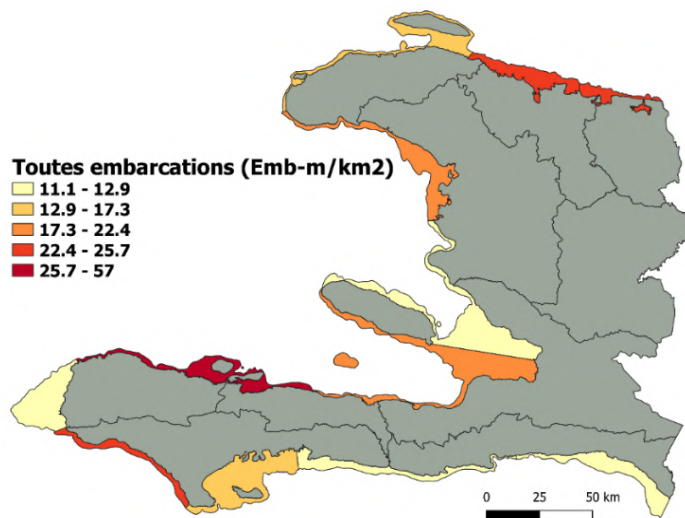 Toutes embarcations (Emb-m/km2)
11.1 - 12.9
12.9 - 17.3
17.3 - 22.4
22.4 - 25.7
25.7 - 57
0 25 50 km